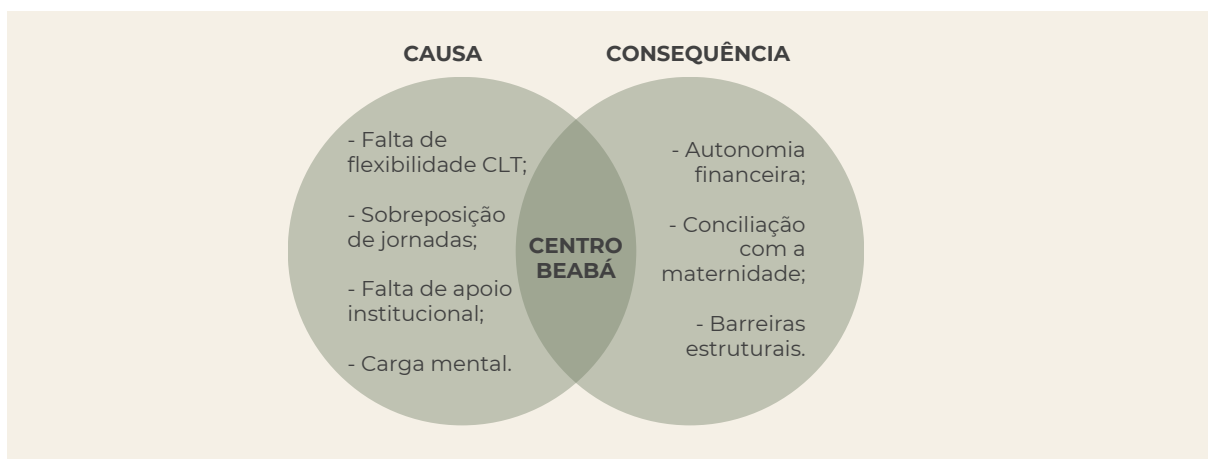 CAUSA
CONSEQUÊNCIA
- Falta de
flexibilidade CLT;
- Sobreposição
de jornadas;
- Falta de apoio
institucional;
- Carga mental.
CENTRO
BEABÁ
- Autonomia
financeira;
- Conciliação
com a
maternidade;
- Barreiras
estruturais.